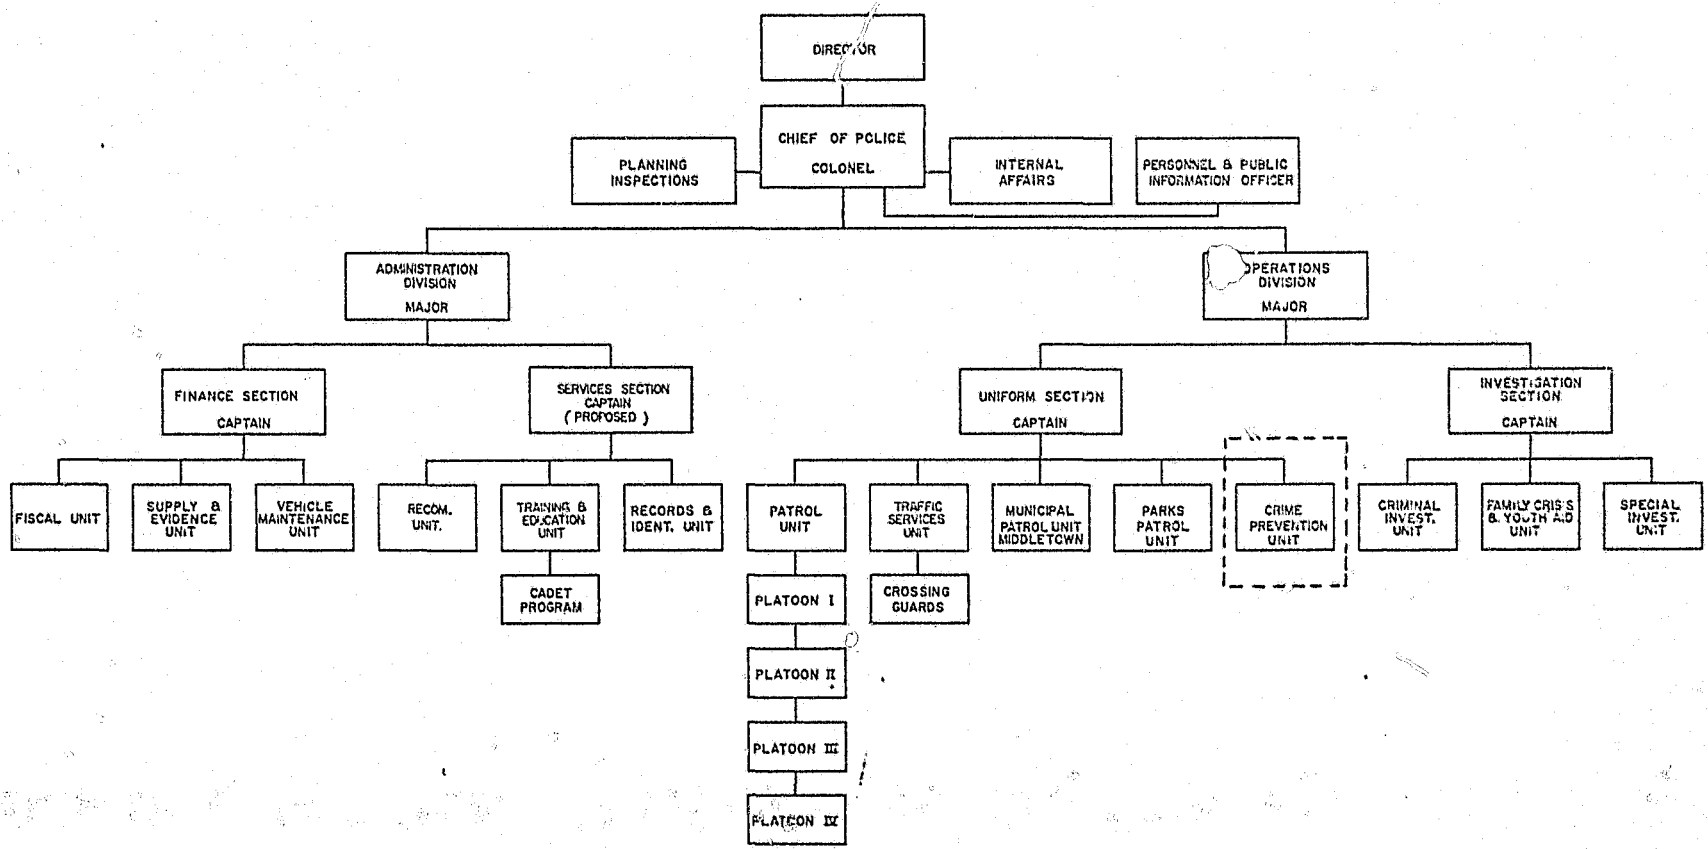 DIRECTOR
CHIEF OF POLICE
COLONEL
PLANNING
INSPECTIONS
INTERNAL
AFFAIRS
PERSONNEL & PUBLIC
INFORMATION OFFICER
ADMINISTRATION
DIVISION
MAJOR
OPERATIONS
DIVISION
MAJOR
FINANCE SECTION
CAPTAIN
SERVICES SECTION
CAPTAIN
( PROPOSED )
UNIFORM SECTION
CAPTAIN
INVESTIGATION
SECTION
CAPTAIN
FISCAL UNIT
SUPPLY &
EVIDENCE
UNIT
VEHICLE
MAINTENANCE
UNIT
RECOM.
UNIT.
TRAINING &
EDUCATION
UNIT
RECORDS &
IDENT. UNIT
PATROL
UNIT
TRAFFIC
SERVICES
UNIT
MUNICIPAL
PATROL UNIT
MIDDLETOWN
PARKS
PATROL
UNIT
CRIME
PREVENTION
UNIT
CRIMINAL
INVEST.
UNIT
FAMILY CRISIS
& YOUTH AID
UNIT
SPECIAL
INVEST.
UNIT
CADET
PROGRAM
PLATOON I
CROSSING
GUARDS
PLATOON II
PLATOON III
PLATOON IV